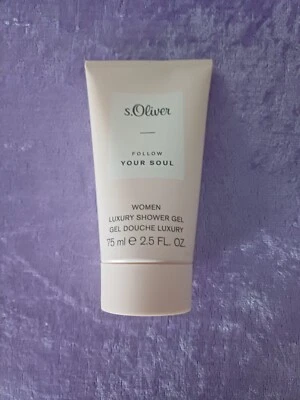 s.Oliver
FOLLOW
YOUR SOUL
WOMEN
LUXURY SHOWER GEL
GEL DOUCHE LUXURY
75 ml ℮ 2.5 FL. OZ.